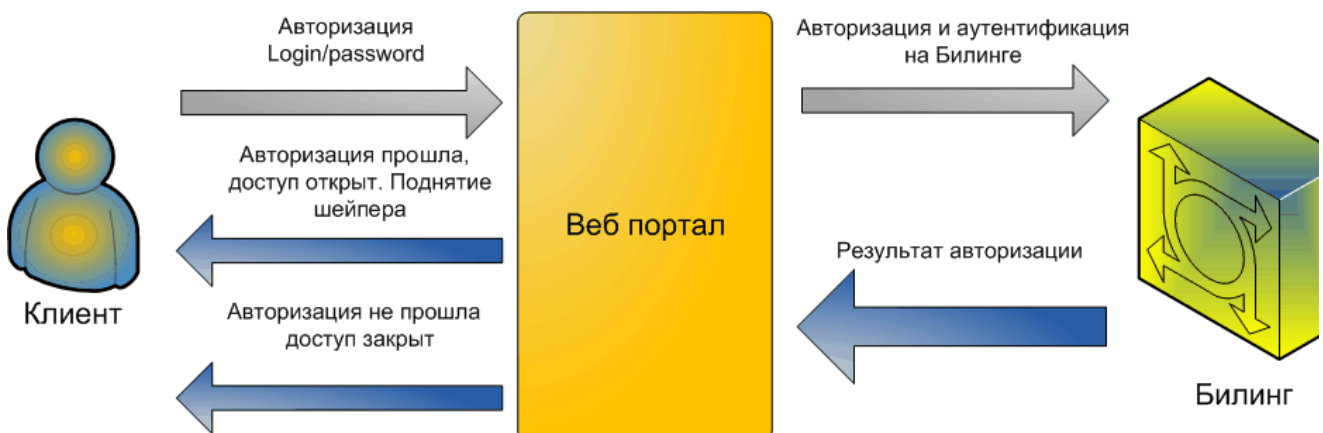 Авторизация
Login/password
Авторизация и аутентификация
на Билинге
Авторизация прошла,
доступ открыт. Поднятие
шейпера
Веб портал
Результат авторизации
Клиент
Авторизация не прошла
доступ закрыт
Билинг